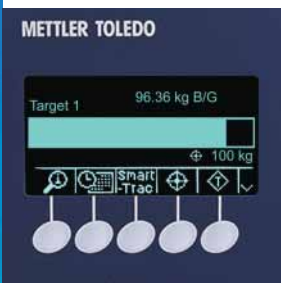 METTLER TOLEDO
96.36 kg B/G
Target 1
100 kg
Smart
-Trac
T